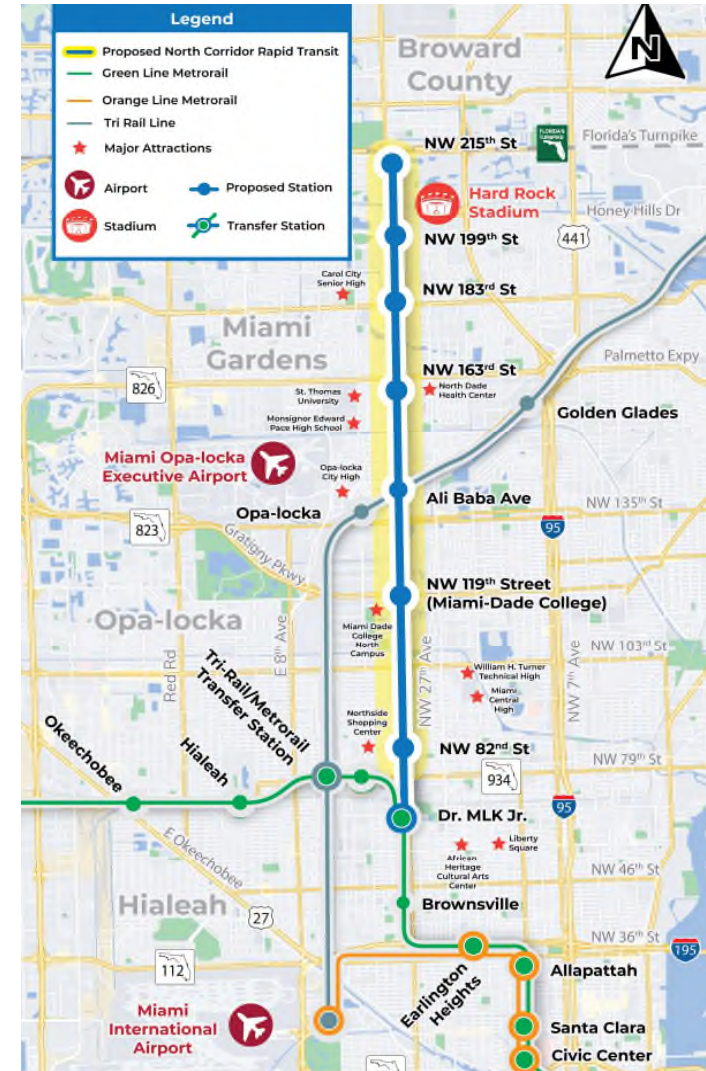 Legend
Proposed North Corridor Rapid Transit
Green Line Metrorail
Orange Line Metrorail
Tri Rail Line
Major Attractions
Airport
Proposed Station
Stadium
Transfer Station
N
Broward
County
NW 215th St
FLORIDA'S
TURNPIKE
Florida's Turnpike
Hard Rock
Stadium
Honey Hills Dr
NW 199th St
441
Carol City
Senior High
NW 183rd St
Miami
Gardens
Palmetto Expy
NW 163rd St
826
St. Thomas
University
North Dade
Health Center
Golden Glades
Monsignor Edward
Pace High School
Miami Opa-locka
Executive Airport
Opa-locka
City High
Ali Baba Ave
NW 135th St
Opa-locka
823
95
Gratigny Pkwy
NW 119th Street
(Miami-Dade College)
Opa-locka
Miami Dade
College
North
Campus
E 8th Ave
Red Rd
NW 27th Ave
NW 7th Ave
NW 103rd St
William H. Turner
Technical High
Miami
Central
High
Tri-Rail/Metrorail
Transfer Station
Northside
Shopping
Center
NW 82nd St
NW 79th St
934
Okeechobee
Hialeah
95
Dr. MLK Jr.
Liberty
Square
African
Heritage
Cultural Arts
Center
NW 46th St
E Okeechobee
Brownsville
Hialeah
27
NW 36th St
195
112
Earlington
Heights
Allapattah
Miami
International
Airport
Santa Clara
Civic Center